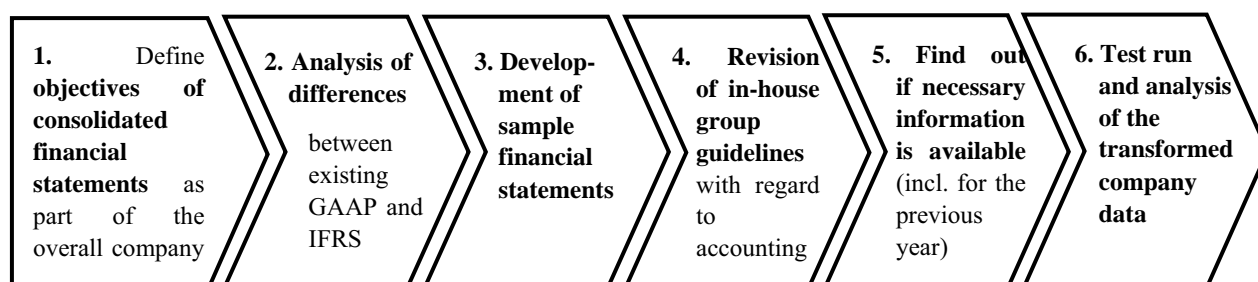 1. Define
objectives of
consolidated
financial
statements as
part of the
overall company
2. Analysis of
differences
between
existing
GAAP and
IFRS
3. Develop-
ment of
sample
financial
statements
4. Revision
of in-house
group
guidelines
with regard
to
accounting
5. Find out
if necessary
information
is available
(incl. for the
previous
year)
6. Test run
and analysis
of the
transformed
company
data